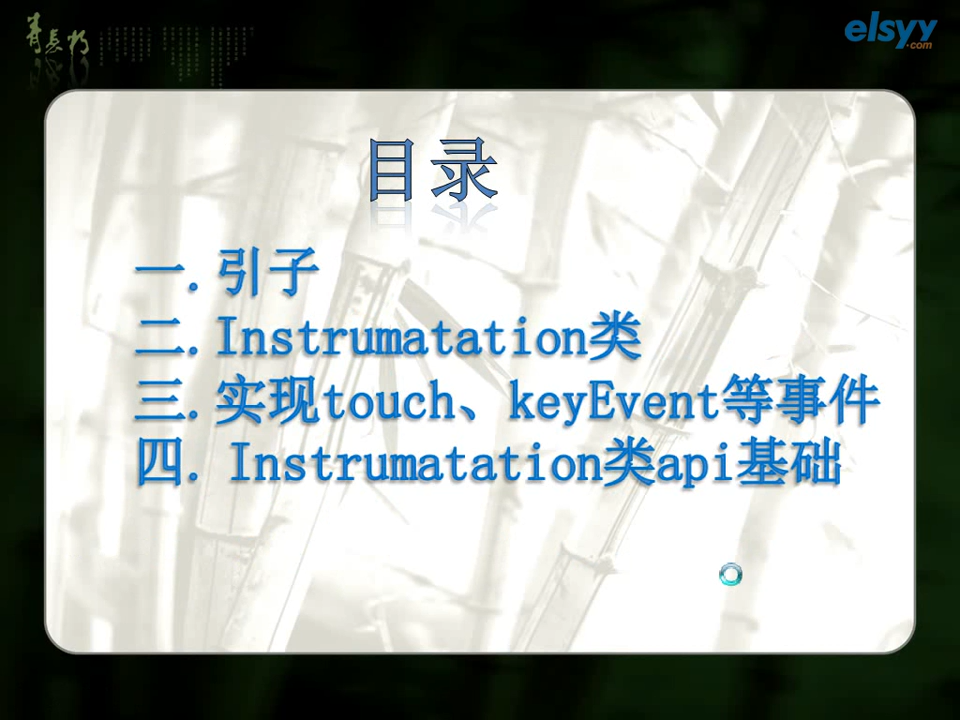 elsyy
.com
目录
一.引子
二.Instrumatation类
三.实现touch、keyEvent等事件
四. Instrumatation类api基础